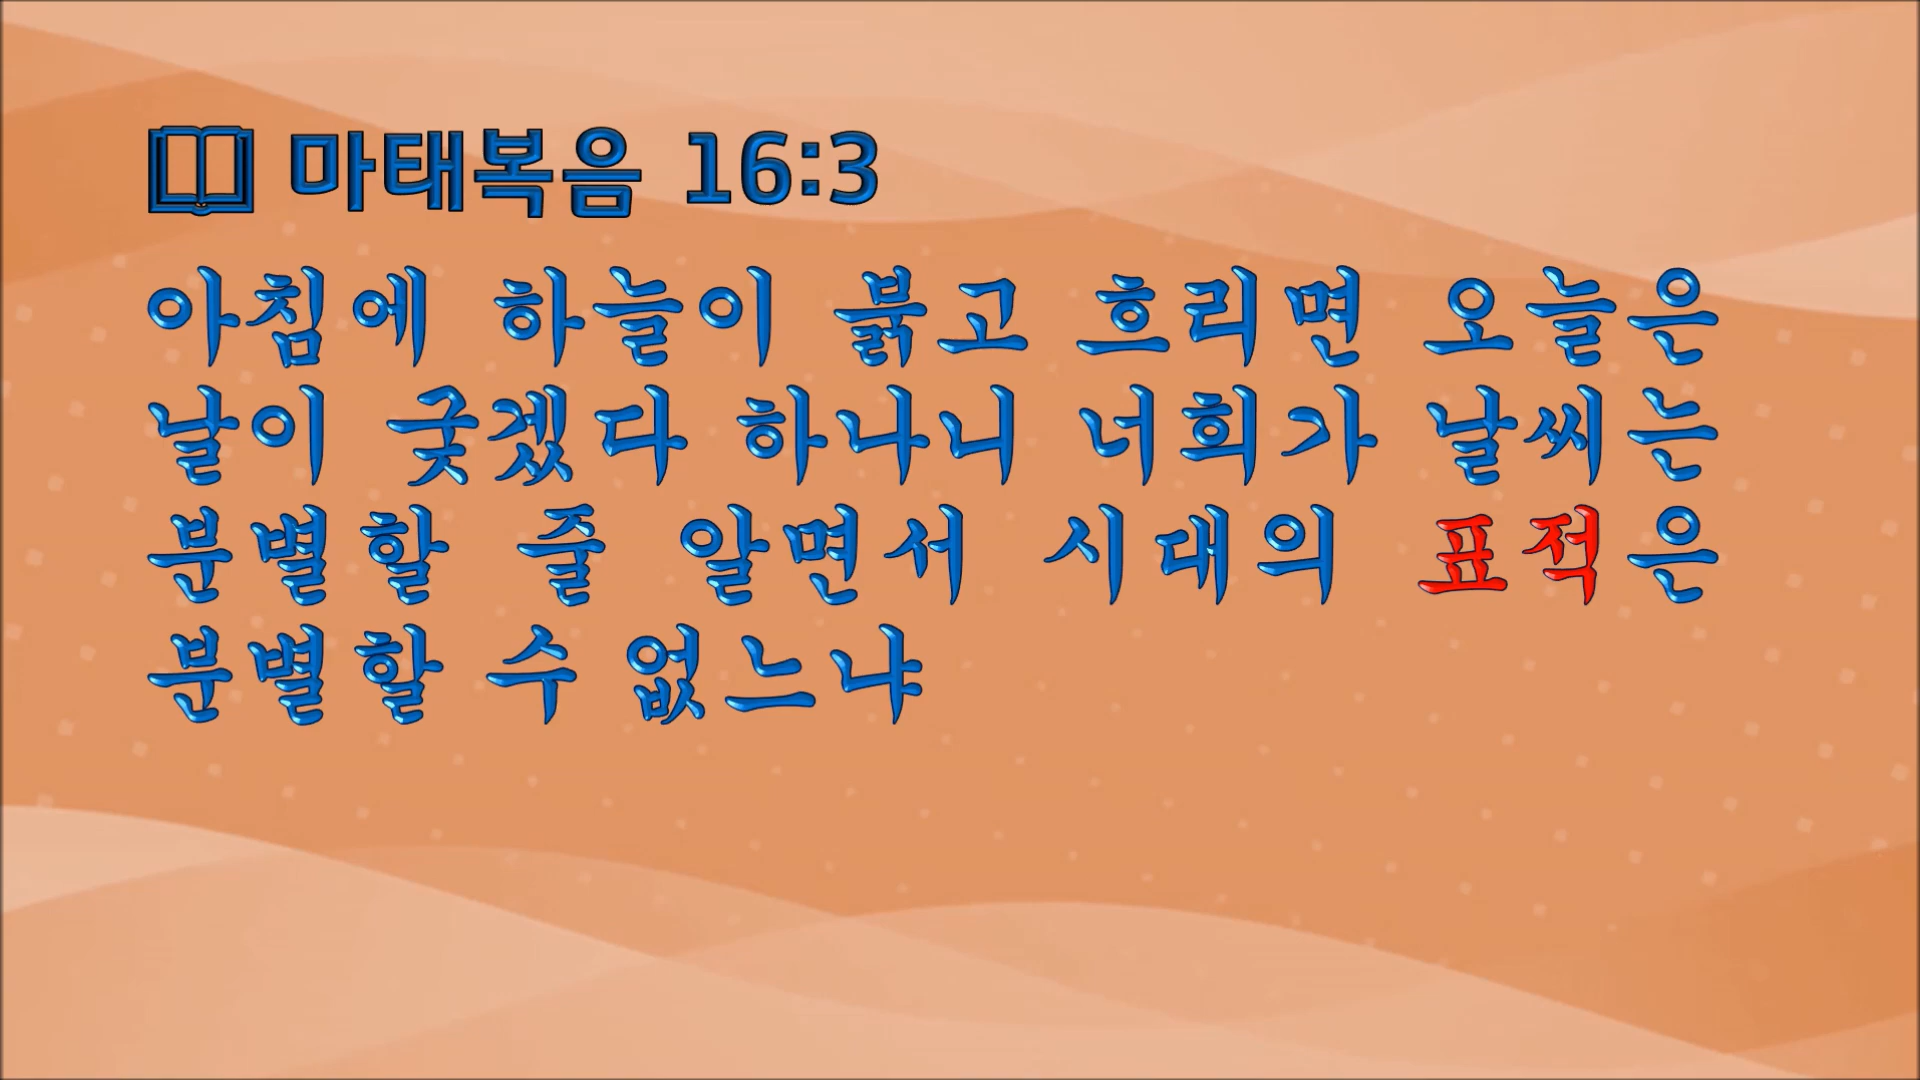 마태복음 16:3
아침에 하늘이 붉고 흐리면 오늘은
날이 궂겠다 하나니 너희가 날씨는
분별할 줄 알면서 시대의 표적은
분별할 수 없느냐